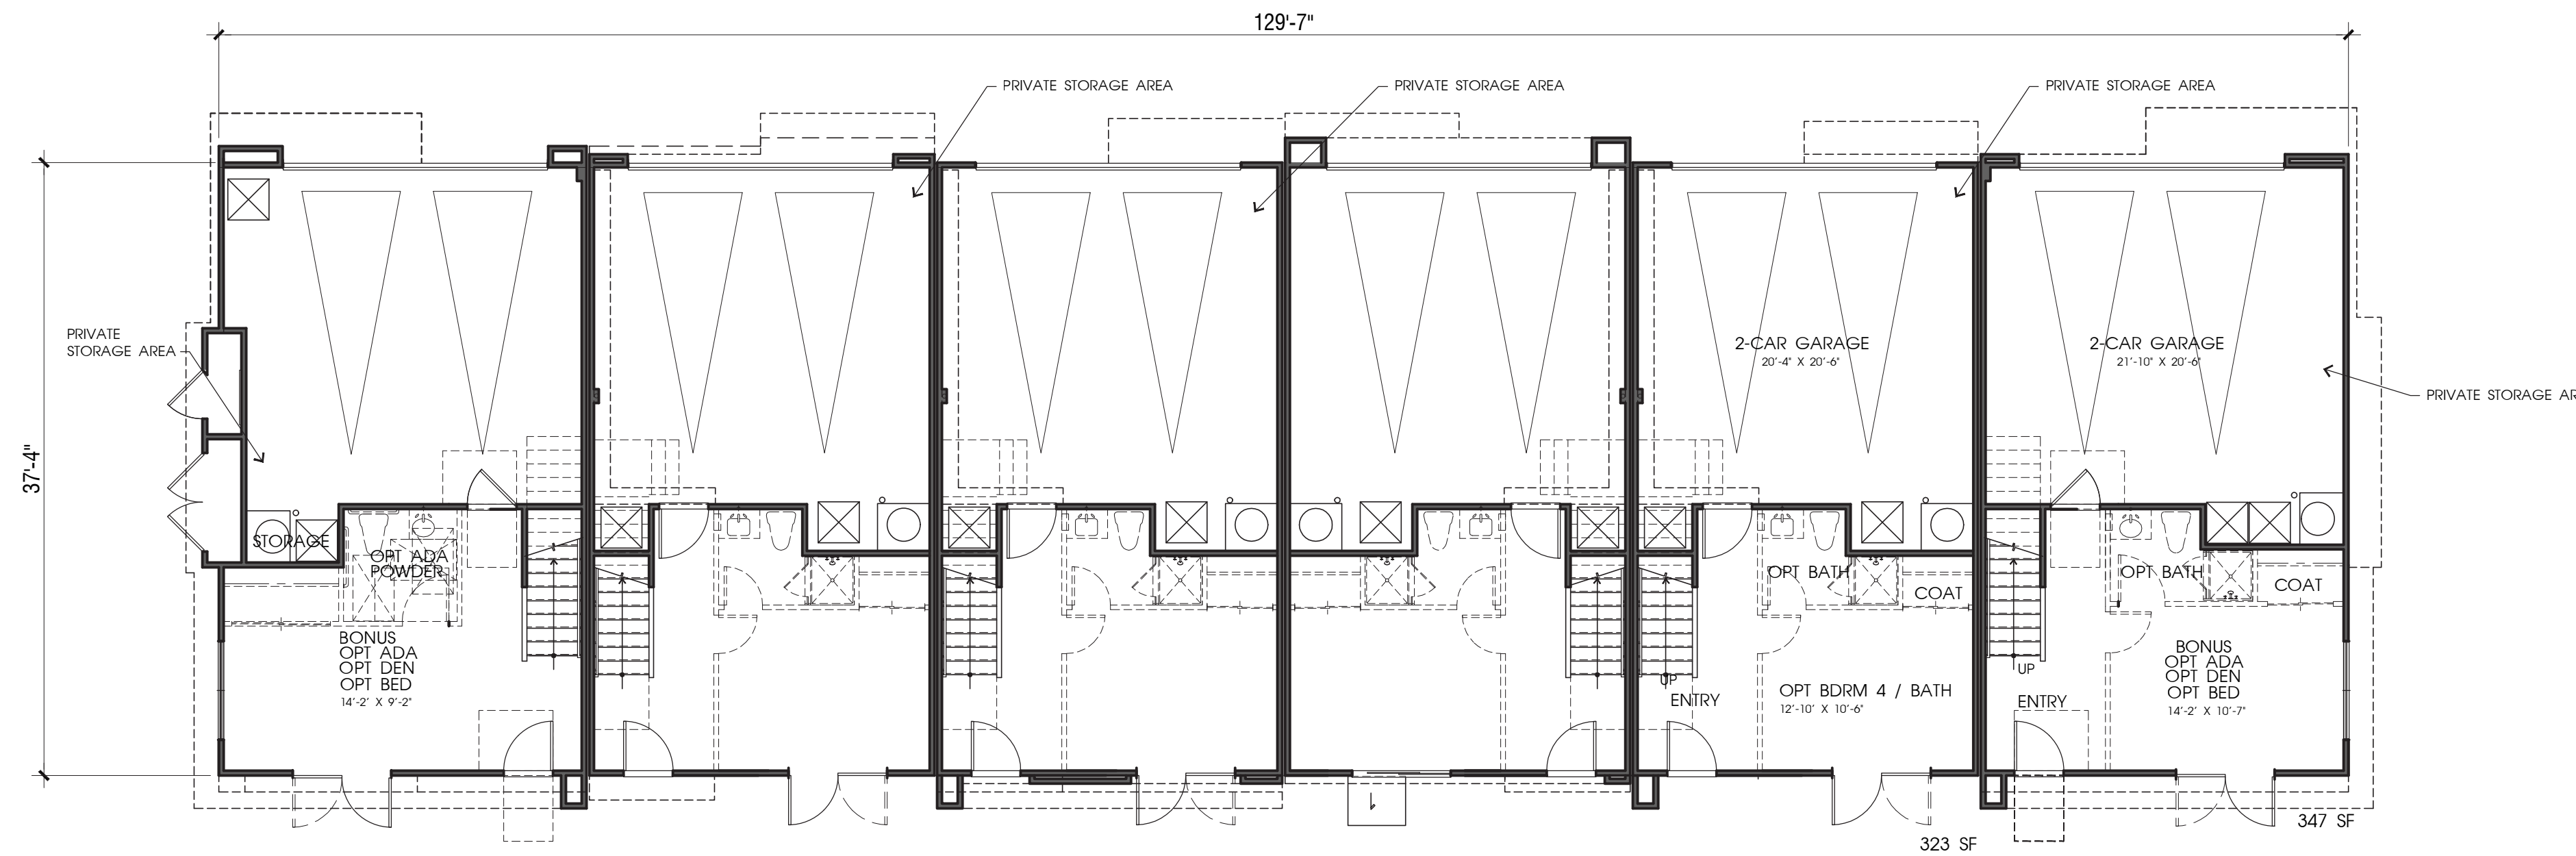 129'-7"
PRIVATE STORAGE AREA
PRIVATE STORAGE AREA
PRIVATE STORAGE AREA
37'-4"
PRIVATE
STORAGE AREA
2-CAR GARAGE
20'-4" X 20'-6"
2-CAR GARAGE
21'-10" X 20'-6"
PRIVATE STORAGE
STORAGE
OPT ADA
POWDER
BONUS
OPT ADA
OPT DEN
OPT BED
14'-2' X 9'-2"
OPT BATH
COAT
UP
ENTRY
OPT BDRM 4 / BATH
12'-10' X 10'-6"
323 SF
OPT BATH
COAT
UP
ENTRY
BONUS
OPT ADA
OPT DEN
OPT BED
14'-2' X 10'-7"
347 SF